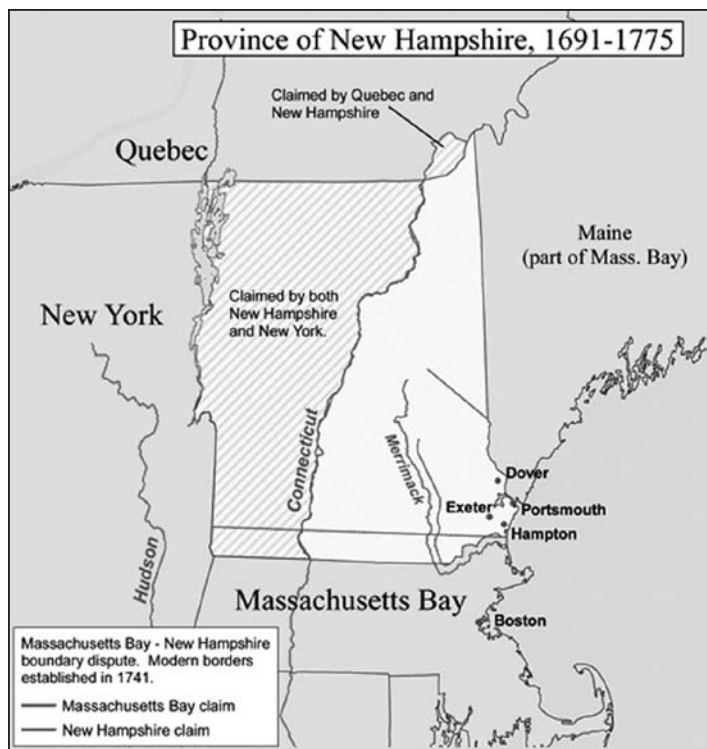 Province of New Hampshire, 1691-1775
Claimed by Quebec and
New Hampshire
Quebec
Maine
(part of Mass. Bay)
New York
Claimed by both
New Hampshire
and New York.
Connecticut
Merrimack
Dover
Exeter
Portsmouth
Hampton
Hudson
Massachusetts Bay
Boston
Massachusetts Bay - New Hampshire
boundary dispute. Modern borders
established in 1741.
Massachusetts Bay claim
New Hampshire claim